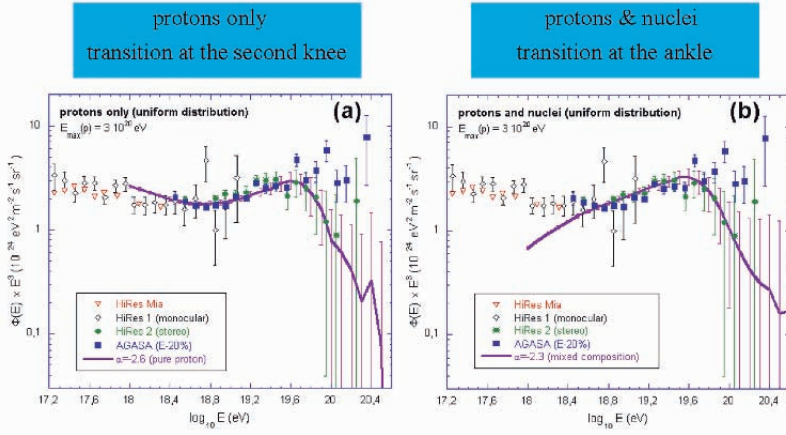 protons only
transition at the second knee
protons & nuclei
transition at the ankle
(a)
protons only (uniform distribution)
E_max(p) = 3 10^20 eV
Φ(E) x E^3 (10^24 eV^2 m^-2 s^-1 sr^-1)
10
1
0,1
HiRes Mia
HiRes 1 (monocular)
HiRes 2 (stereo)
AGASA (E-20%)
α=-2.6 (pure proton)
17,2
17,6
18
18,4
18,8
19,2
19,6
20
20,4
log_10 E (eV)
(b)
protons and nuclei (uniform distribution)
E_max(p) = 3 10^20 eV
Φ(E) x E^3 (10^24 eV^2 m^-2 s^-1 sr^-1)
10
1
0,1
HiRes Mia
HiRes 1 (monocular)
HiRes 2 (stereo)
AGASA (E-20%)
α=-2.3 (mixed composition)
17,2
17,6
18
18,4
18,8
19,2
19,6
20
20,4
log_10 E (eV)